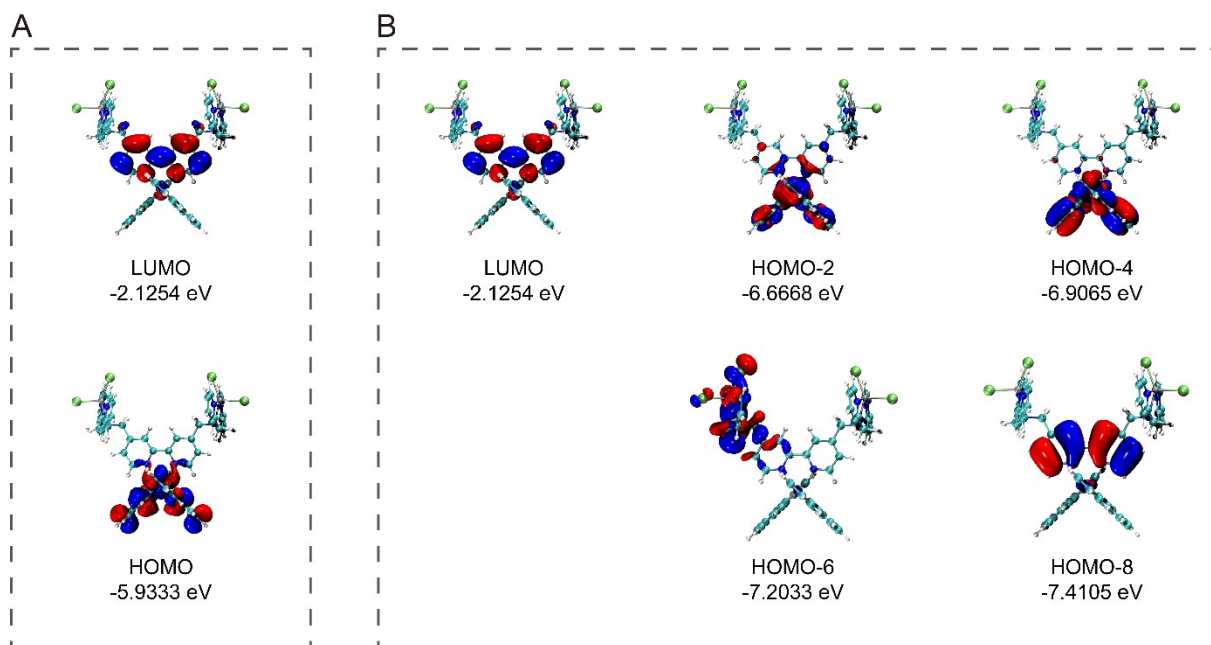 A
B
LUMO
-2.1254 eV
HOMO
-5.9333 eV
LUMO
-2.1254 eV
HOMO-2
-6.6668 eV
HOMO-4
-6.9065 eV
HOMO-6
-7.2033 eV
HOMO-8
-7.4105 eV